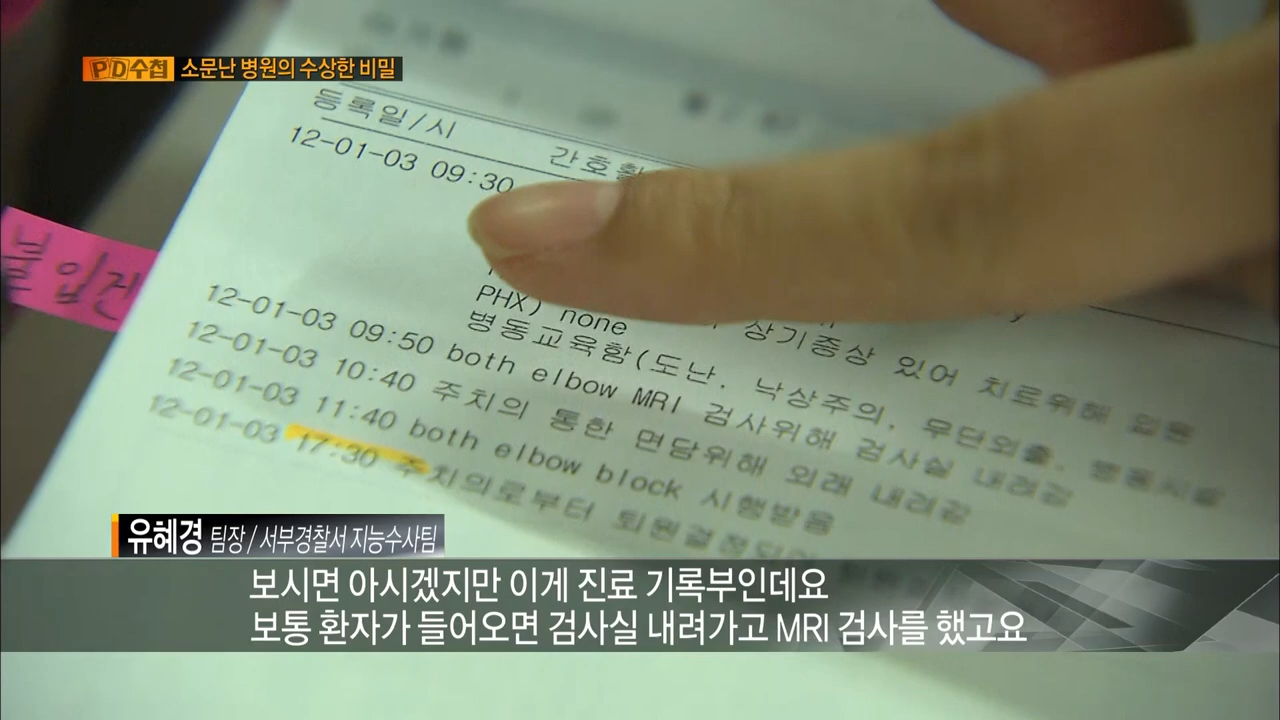 PD수첩 소문난 병원의 수상한 비밀
등록일/시 간호
12-01-03 09:30
불입건
PHX) none 상기증상 있어 치료위해 입원
병동교육함(도난. 낙상주의. 무단외출.
12-01-03 09:50 both elbow MRI 검사위해 검사실 내려감
12-01-03 10:40 주치의 통한 면담위해 외래 내려감
12-01-03 11:40 both elbow block 시행받음
12-01-03 17:30 주치의로부터 퇴원결정되어
유혜경 팀장 / 서부경찰서 지능수사팀
보시면 아시겠지만 이게 진료 기록부인데요
보통 환자가 들어오면 검사실 내려가고 MRI 검사를 했고요